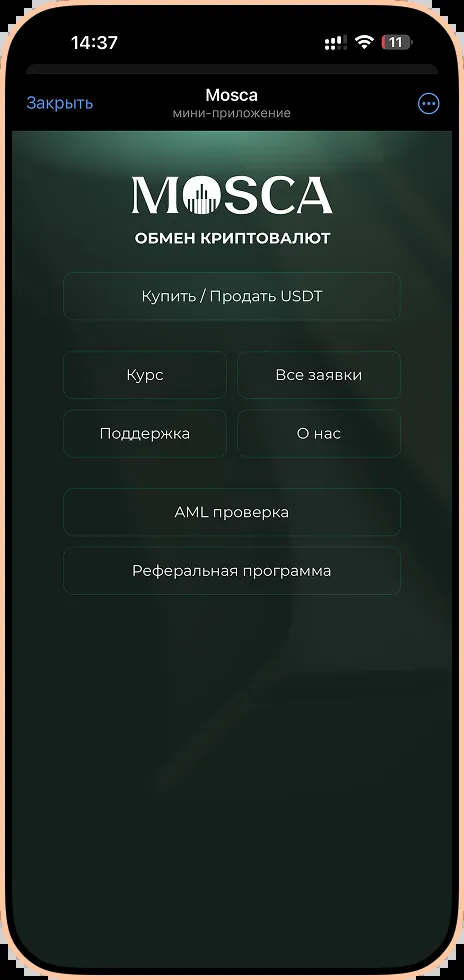 14:37
11
Закрыть
Mosca
мини-приложение
MOSCA
ОБМЕН КРИПТОВАЛЮТ
Купить / Продать USDT
Курс
Все заявки
Поддержка
О нас
AML проверка
Реферальная программа